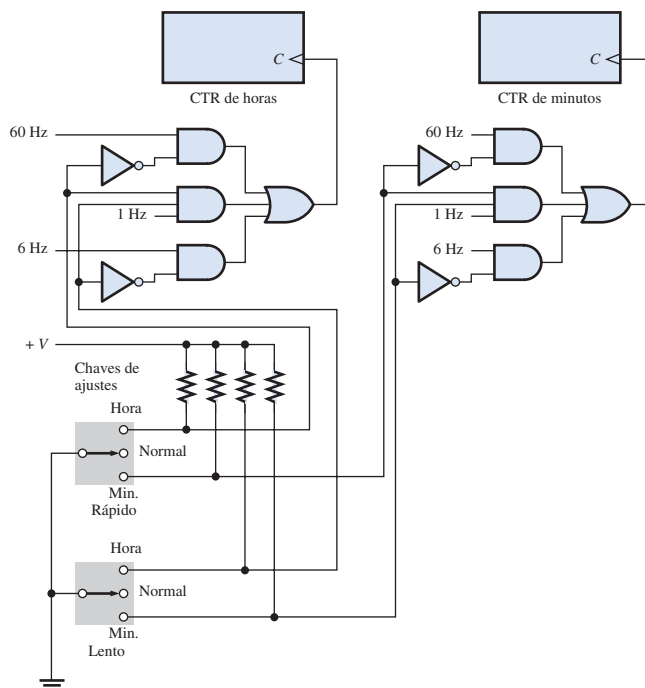 C
C
CTR de horas
CTR de minutos
60 Hz
60 Hz
1 Hz
1 Hz
6 Hz
6 Hz
+ V
Chaves de
ajustes
Hora
Normal
Min.
Rápido
Hora
Normal
Min.
Lento